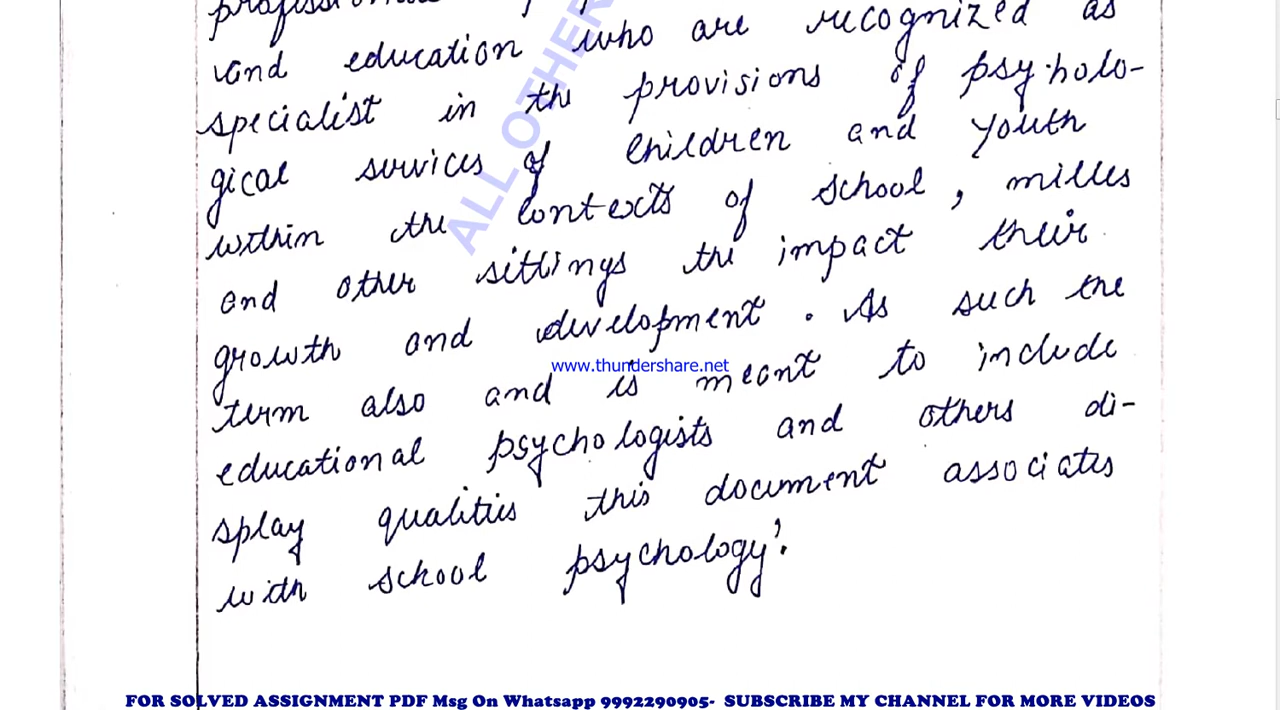 and education who are recognized as
specialist in the provisions of psycholo-
gical services of children and youth
within the contexts of school, milles
and other sittings the impact their
growth and development. As such the
term also and is meant to include
educational psychologists and others di-
splay qualities this document associates
with school psychology'.
ALL OTHER
www.thundershare.net
FOR SOLVED ASSIGNMENT PDF Msg On Whatsapp 9992290905- SUBSCRIBE MY CHANNEL FOR MORE VIDEOS